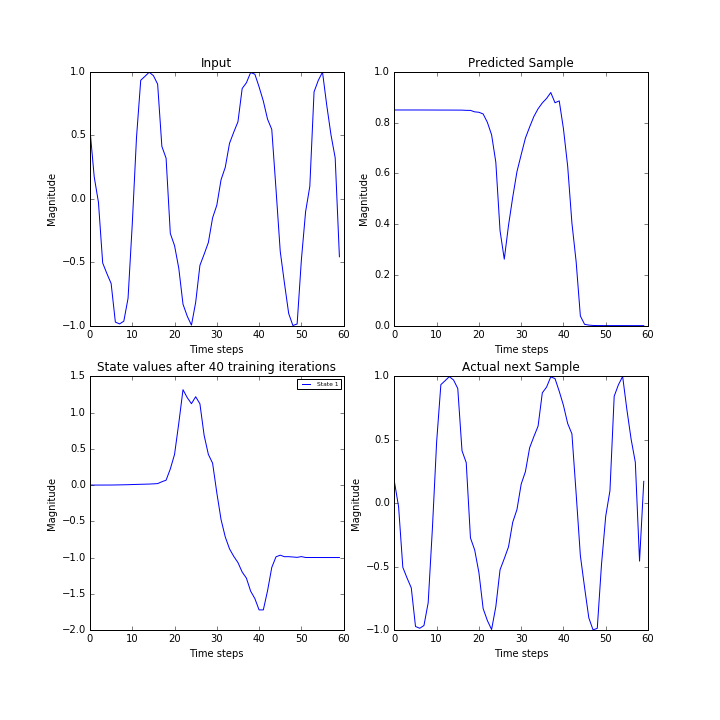 Input
Magnitude
1.0
0.5
0.0
−0.5
−1.0
0 10 20 30 40 50 60
Time steps
Predicted Sample
Magnitude
1.0
0.8
0.6
0.4
0.2
0.0
0 10 20 30 40 50 60
Time steps
State values after 40 training iterations
State 1
Magnitude
1.5
1.0
0.5
0.0
−0.5
−1.0
−1.5
−2.0
0 10 20 30 40 50 60
Time steps
Actual next Sample
Magnitude
1.0
0.5
0.0
−0.5
−1.0
0 10 20 30 40 50 60
Time steps